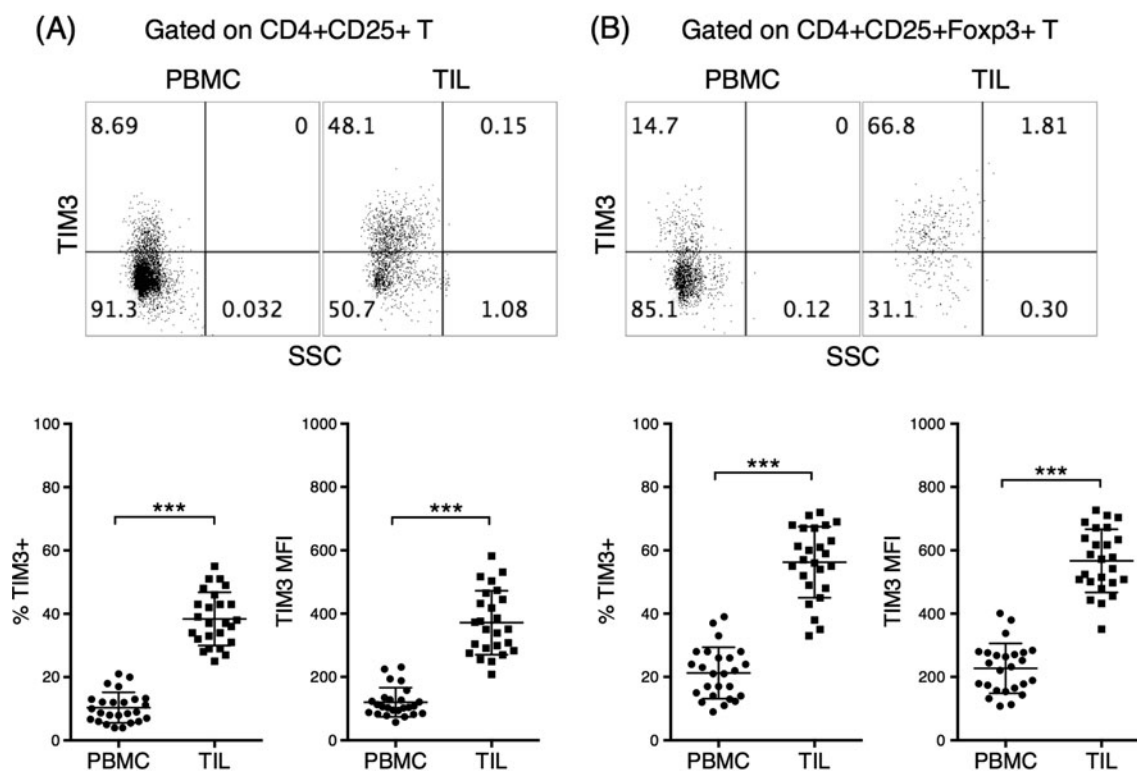 (A) Gated on CD4+CD25+ T
PBMC TIL
8.69 0 48.1 0.15
TIM3
91.3 0.032 50.7 1.08
SSC
(B) Gated on CD4+CD25+Foxp3+ T
PBMC TIL
14.7 0 66.8 1.81
TIM3
85.1 0.12 31.1 0.30
SSC
100
80
60
40
20
0
% TIM3+
***
PBMC TIL
1000
800
600
400
200
0
TIM3 MFI
***
PBMC TIL
100
80
60
40
20
0
% TIM3+
***
PBMC TIL
1000
800
600
400
200
0
TIM3 MFI
***
PBMC TIL